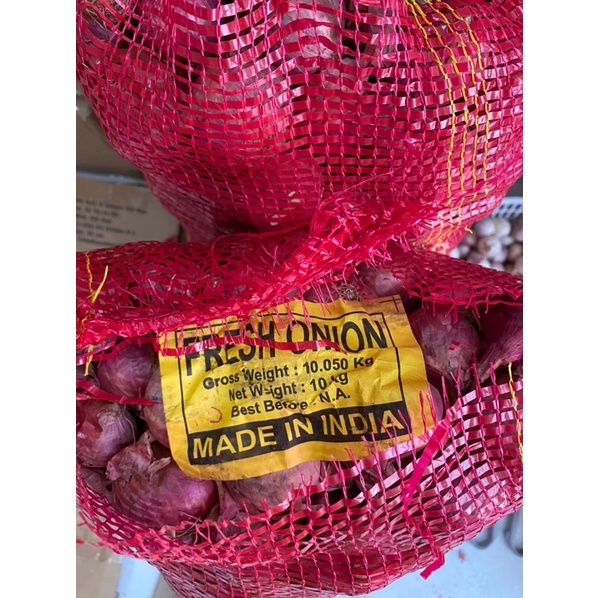 FRESH ONION
Gross Weight : 10.050 Kg
Net Weight : 10 kg
Best Before : N.A.
MADE IN INDIA